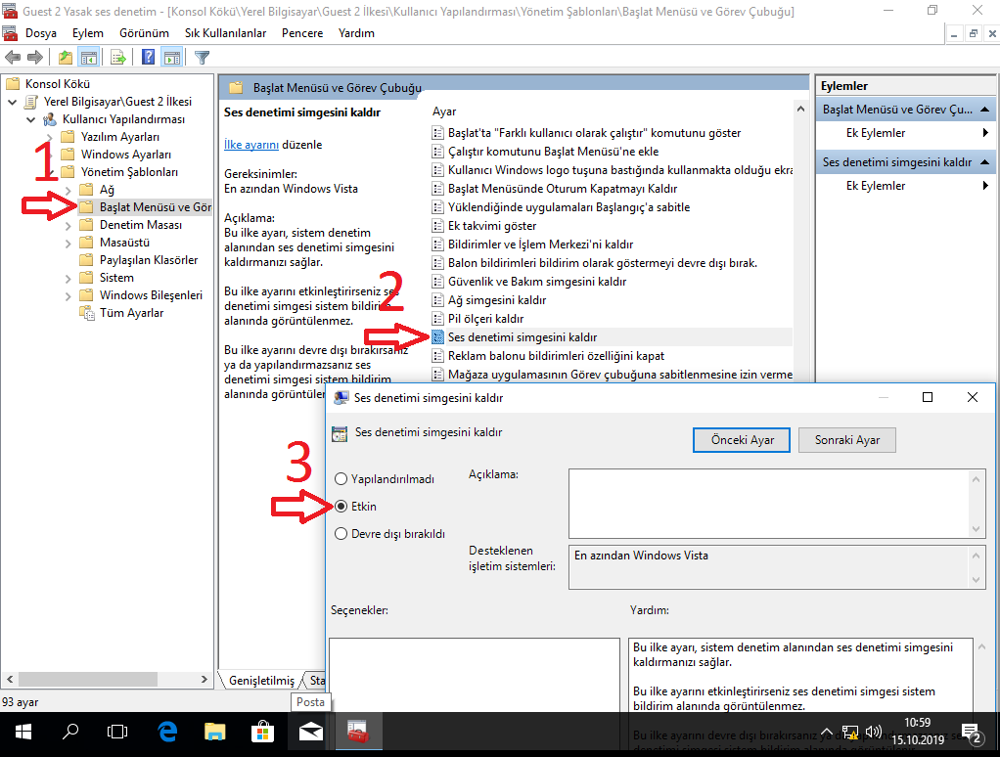 Guest 2 Yasak ses denetim - [Konsol Kökü\Yerel Bilgisayar\Guest 2 İlkesi\Kullanıcı Yapılandırması\Yönetim Şablonları\Başlat Menüsü ve Görev Çubuğu]
Dosya Eylem Görünüm Sık Kullanılanlar Pencere Yardım
Konsol Kökü
Yerel Bilgisayar\Guest 2 İlkesi
Kullanıcı Yapılandırması
Yazılım Ayarları
Windows Ayarları
Yönetim Şablonları
Ağ
1
Başlat Menüsü ve Gör
Denetim Masası
Masaüstü
Paylaşılan Klasörler
Sistem
Windows Bileşenleri
Tüm Ayarlar
Başlat Menüsü ve Görev Çubuğu
Ses denetimi simgesini kaldır
İlke ayarını düzenle
Gereksinimler:
En azından Windows Vista
Açıklama:
Bu ilke ayarı, sistem denetim
alanından ses denetimi simgesini
kaldırmanızı sağlar.
Bu ilke ayarını etkinleştirirseniz ses
denetimi simgesi sistem bildirim
alanında görüntülenmez.
Bu ilke ayarını devre dışı bırakırsanız
ya da yapılandırmazsanız ses
denetimi simgesi sistem bildirim
alanında görüntüler
Ayar
Başlat'ta "Farklı kullanıcı olarak çalıştır" komutunu göster
Çalıştır komutunu Başlat Menüsü'ne ekle
Kullanıcı Windows logo tuşuna bastığında kullanmakta olduğu ekra
Başlat Menüsünde Oturum Kapatmayı Kaldır
Yüklendiğinde uygulamaları Başlangıç'a sabitle
Ek takvimi göster
Bildirimler ve İşlem Merkezi'ni kaldır
Balon bildirimleri bildirim olarak göstermeyi devre dışı bırak.
Güvenlik ve Bakım simgesini kaldır
Ağ simgesini kaldır
Pil ölçeri kaldır
2
Ses denetimi simgesini kaldır
Reklam balonu bildirimleri özelliğini kapat
Mağaza uygulamasının Görev çubuğuna sabitlenmesine izin verme
Eylemler
Başlat Menüsü ve Görev Çu...
Ek Eylemler
Ses denetimi simgesini kaldır
Ek Eylemler
Ses denetimi simgesini kaldır
Ses denetimi simgesini kaldır
Önceki Ayar Sonraki Ayar
3
Yapılandırılmadı
Etkin
Devre dışı bırakıldı
Açıklama:
Desteklenen
işletim sistemleri:
En azından Windows Vista
Seçenekler:
Yardım:
Bu ilke ayarı, sistem denetim alanından ses denetimi simgesini
kaldırmanızı sağlar.
Bu ilke ayarını etkinleştirirseniz ses denetimi simgesi sistem
bildirim alanında görüntülenmez.
Bu ilke ayarını devre dışı bırakırsanız ya da yapılandırmazsanız
Genişletilmiş Sta
93 ayar
Posta
10:59
15.10.2019
2